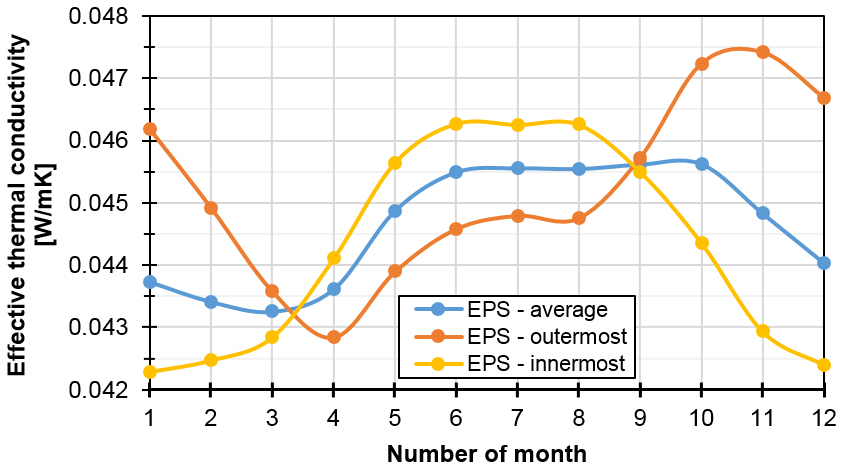 Effective thermal conductivity
[W/mK]
0.048
0.047
0.046
0.045
0.044
0.043
0.042
EPS - average
EPS - outermost
EPS - innermost
1 2 3 4 5 6 7 8 9 10 11 12
Number of month